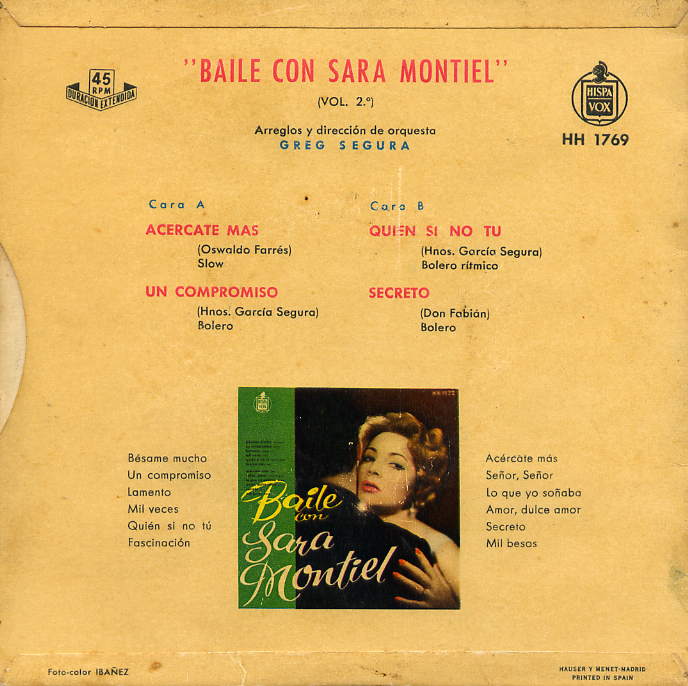 "BAILE CON SARA MONTIEL"
(VOL. 2.º)
45
RPM
DURACION EXTENDIDA
HISPA
VOX
HH 1769
Arreglos y dirección de orquesta
GREG SEGURA
Cara A
ACERCATE MAS
(Oswaldo Farrés)
Slow
UN COMPROMISO
(Hnos. García Segura)
Bolero
Cara B
QUIEN SI NO TU
(Hnos. García Segura)
Bolero rítmico
SECRETO
(Don Fabián)
Bolero
Bésame mucho
Un compromiso
Lamento
Mil veces
Quién si no tú
Fascinación
Baile
con
Sara
Montiel
Acércate más
Señor, Señor
Lo que yo soñaba
Amor, dulce amor
Secreto
Mil besos
Foto-color IBAÑEZ
HAUSER Y MENET-MADRID
PRINTED IN SPAIN